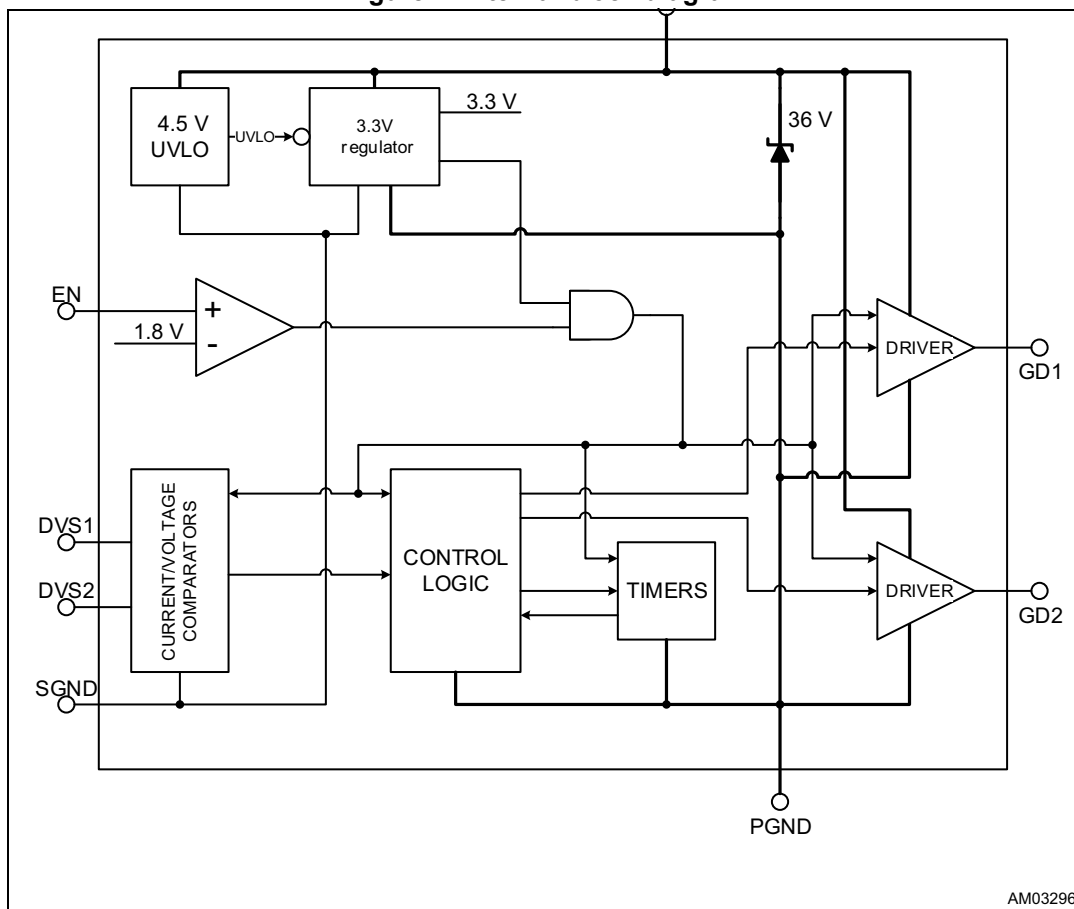 4.5 V
UVLO
UVLO
3.3V
regulator
3.3 V
36 V
EN
+
1.8 V
-
DRIVER
GD1
DVS1
DVS2
CURRENT/VOLTAGE
COMPARATORS
CONTROL
LOGIC
TIMERS
DRIVER
GD2
SGND
PGND
AM03296